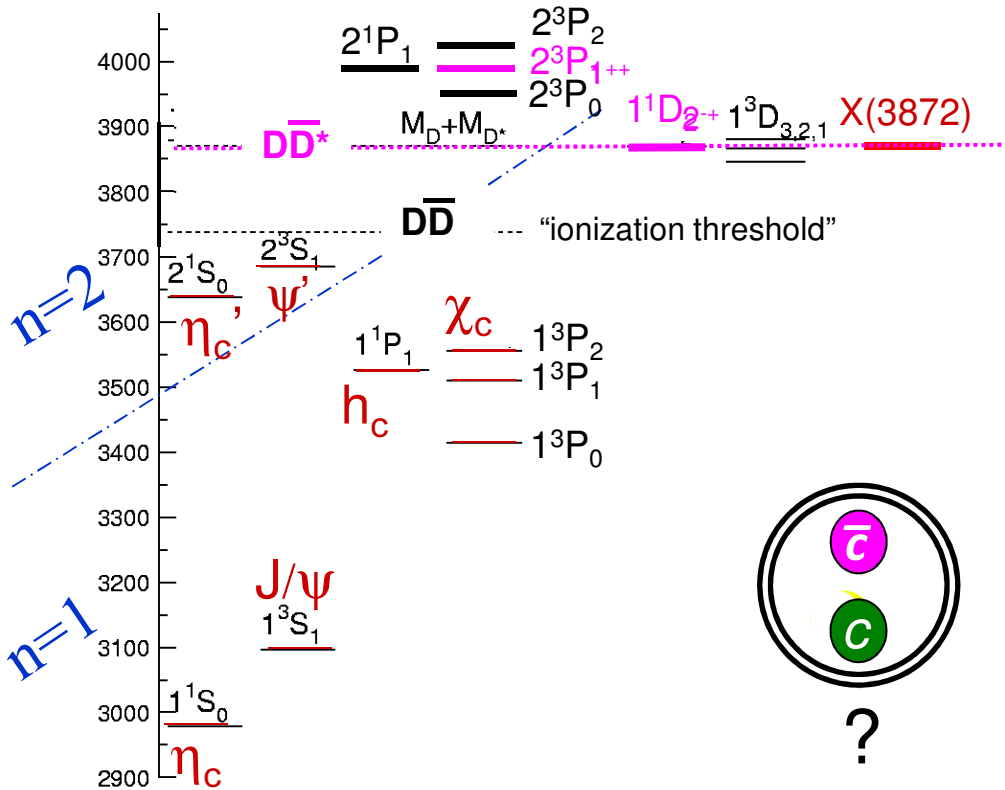 2³P₂
2¹P₁
4000
2³P₁₊₊
2³P₀
1¹D₂-+
1³D₃,₂,₁
X(3872)
M_D+M_D*
3900
DD̅*
3800
DD̅
"ionization threshold"
3700
2³S₁
2¹S₀
n=2
ψ'
η_c'
χ_c
3600
1¹P₁
1³P₂
1³P₁
3500
h_c
1³P₀
3400
3300
c̅
J/ψ
3200
1³S₁
n=1
c
3100
1¹S₀
3000
?
η_c
2900